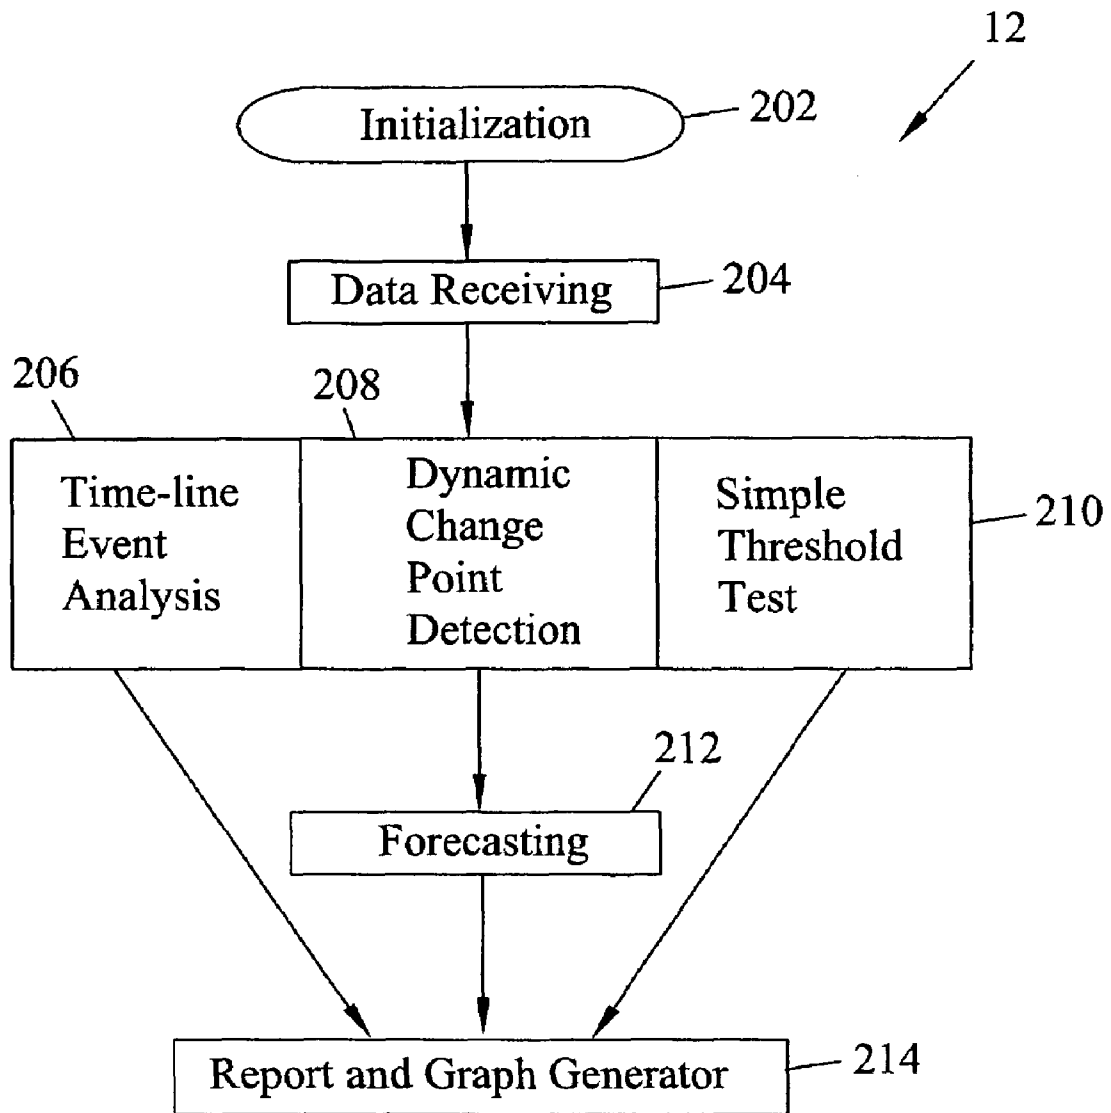 12
Initialization
202
Data Receiving
204
206
208
Time-line
Event
Analysis
Dynamic
Change
Point
Detection
Simple
Threshold
Test
210
212
Forecasting
Report and Graph Generator
214